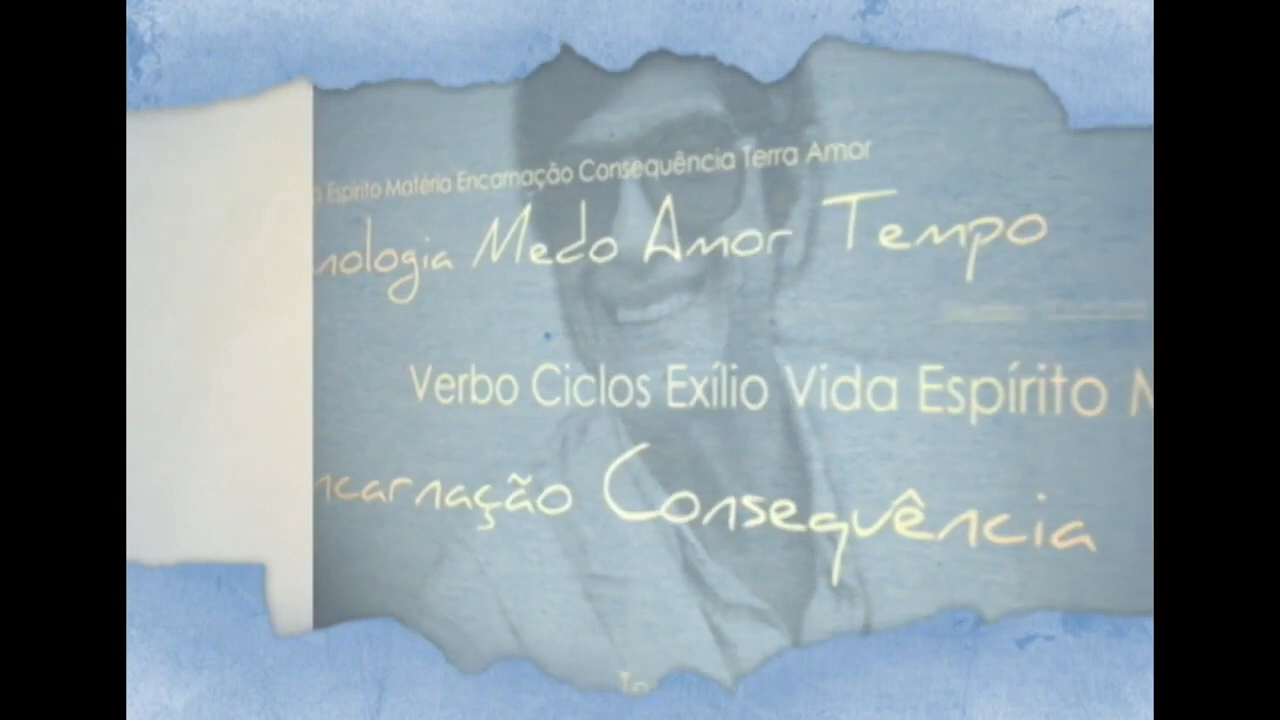 Espírito Matéria Encarnação Consequência Terra Amor
nologia Medo Amor Tempo
Verbo Ciclos Exílio Vida Espírito
ncarnação Consequência